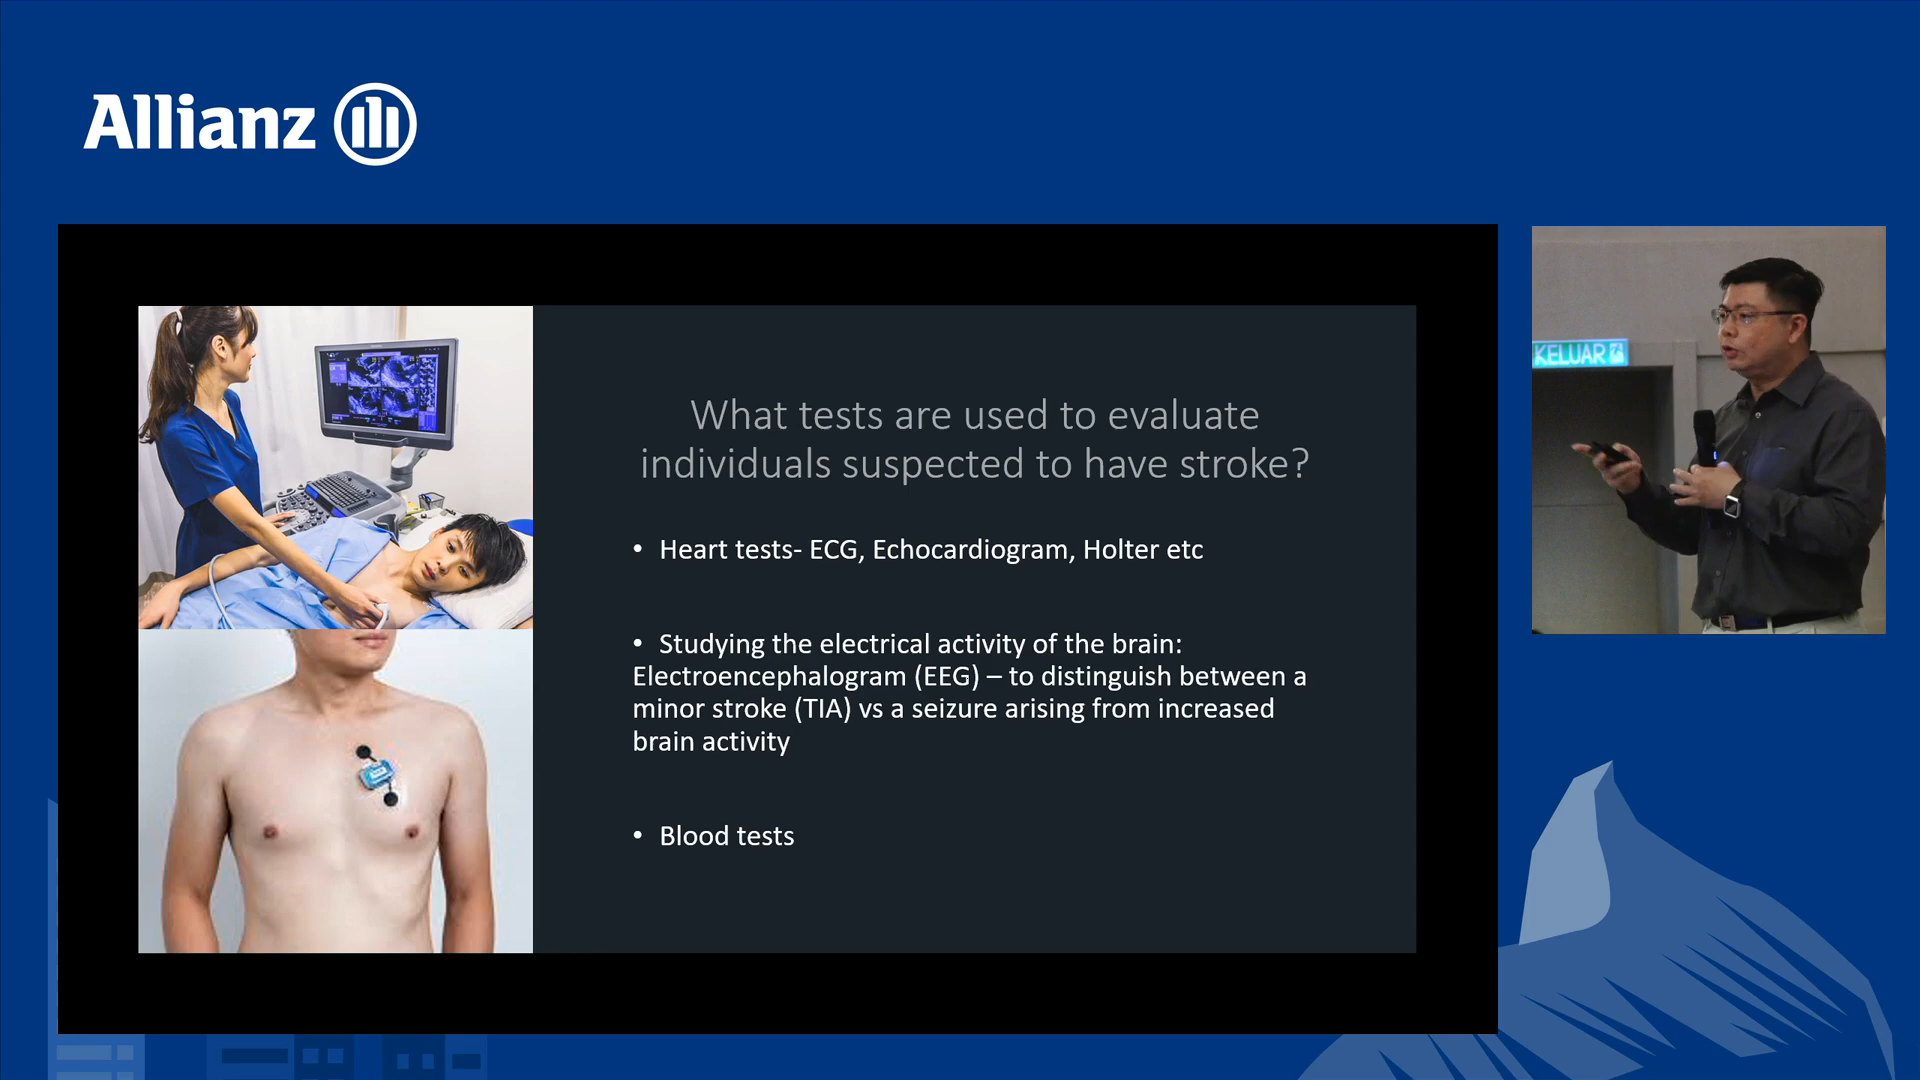 Allianz
What tests are used to evaluate
individuals suspected to have stroke?
• Heart tests- ECG, Echocardiogram, Holter etc
• Studying the electrical activity of the brain:
Electroencephalogram (EEG) – to distinguish between a
minor stroke (TIA) vs a seizure arising from increased
brain activity
• Blood tests
KELUAR